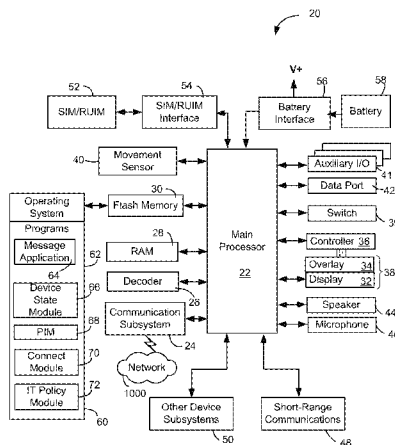 20
52
SIM/RUIM
54
SIM/RUIM
Interface
V+
56
Battery
Interface
58
Battery
40
Movement
Sensor
Auxiliary I/O
41
Data Port
42
Operating
System
30
Flash Memory
Switch
Programs
Message
Application
64
62
28
RAM
Main
Processor
22
Controller 36
Overlay 34
Display 32
38
Device
State
Module
66
Decoder
26
PIM
68
Communication
Subsystem
24
Speaker
44
Microphone
Connect
Module
70
Network
1000
IT Policy
Module
72
60
Other Device
Subsystems
50
Short-Range
Communications
48